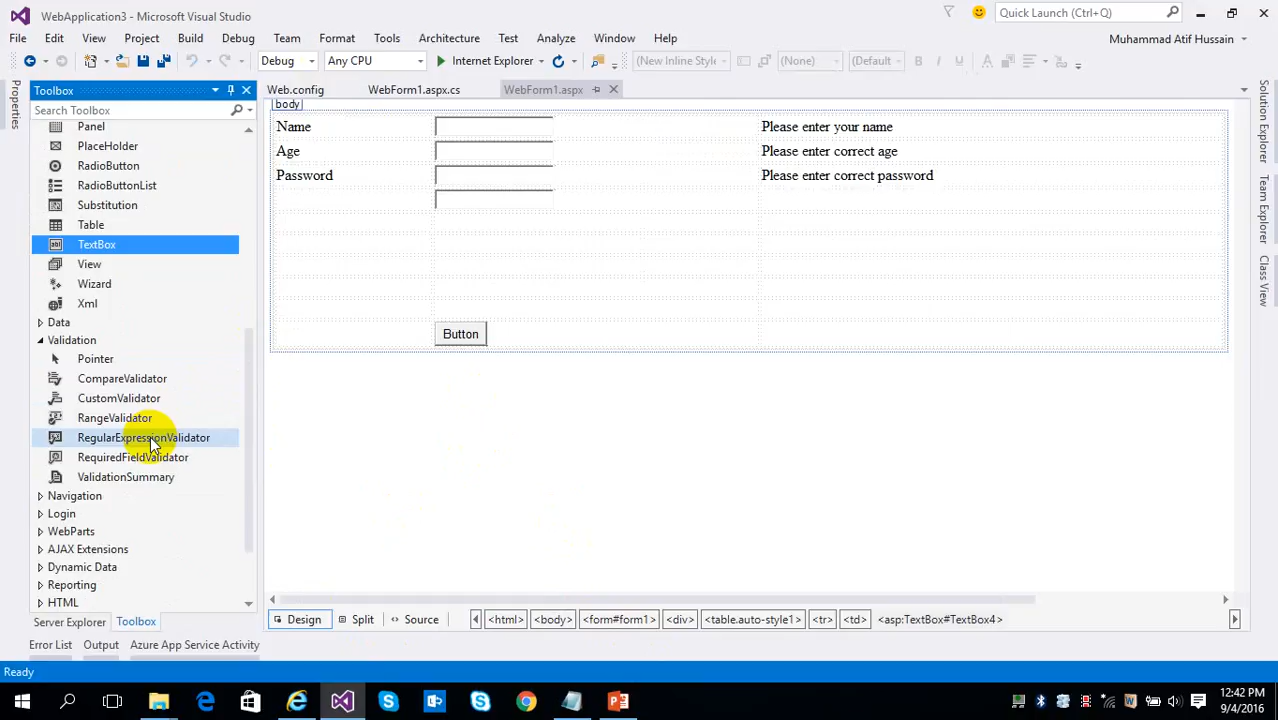 WebApplication3 - Microsoft Visual Studio
Quick Launch (Ctrl+Q)
File Edit View Project Build Debug Team Format Tools Architecture Test Analyze Window Help
Muhammad Atif Hussain
Debug Any CPU Internet Explorer (New Inline Style (None) (Default B I U A
Properties
Toolbox
Search Toolbox
Panel
PlaceHolder
RadioButton
RadioButtonList
Substitution
Table
TextBox
View
Wizard
Xml
Data
Validation
Pointer
CompareValidator
CustomValidator
RangeValidator
RegularExpressionValidator
RequiredFieldValidator
ValidationSummary
Navigation
Login
WebParts
AJAX Extensions
Dynamic Data
Reporting
HTML
Server Explorer Toolbox
Web.config WebForm1.aspx.cs WebForm1.aspx
body
Name Please enter your name
Age Please enter correct age
Password Please enter correct password
Button
Design Split Source <html> <body> <form#form1> <div> <table.auto-style1> <tr> <td> <asp:TextBox#TextBox4>
Solution Explorer
Team Explorer
Class View
Error List Output Azure App Service Activity
Ready
12:42 PM
9/4/2016